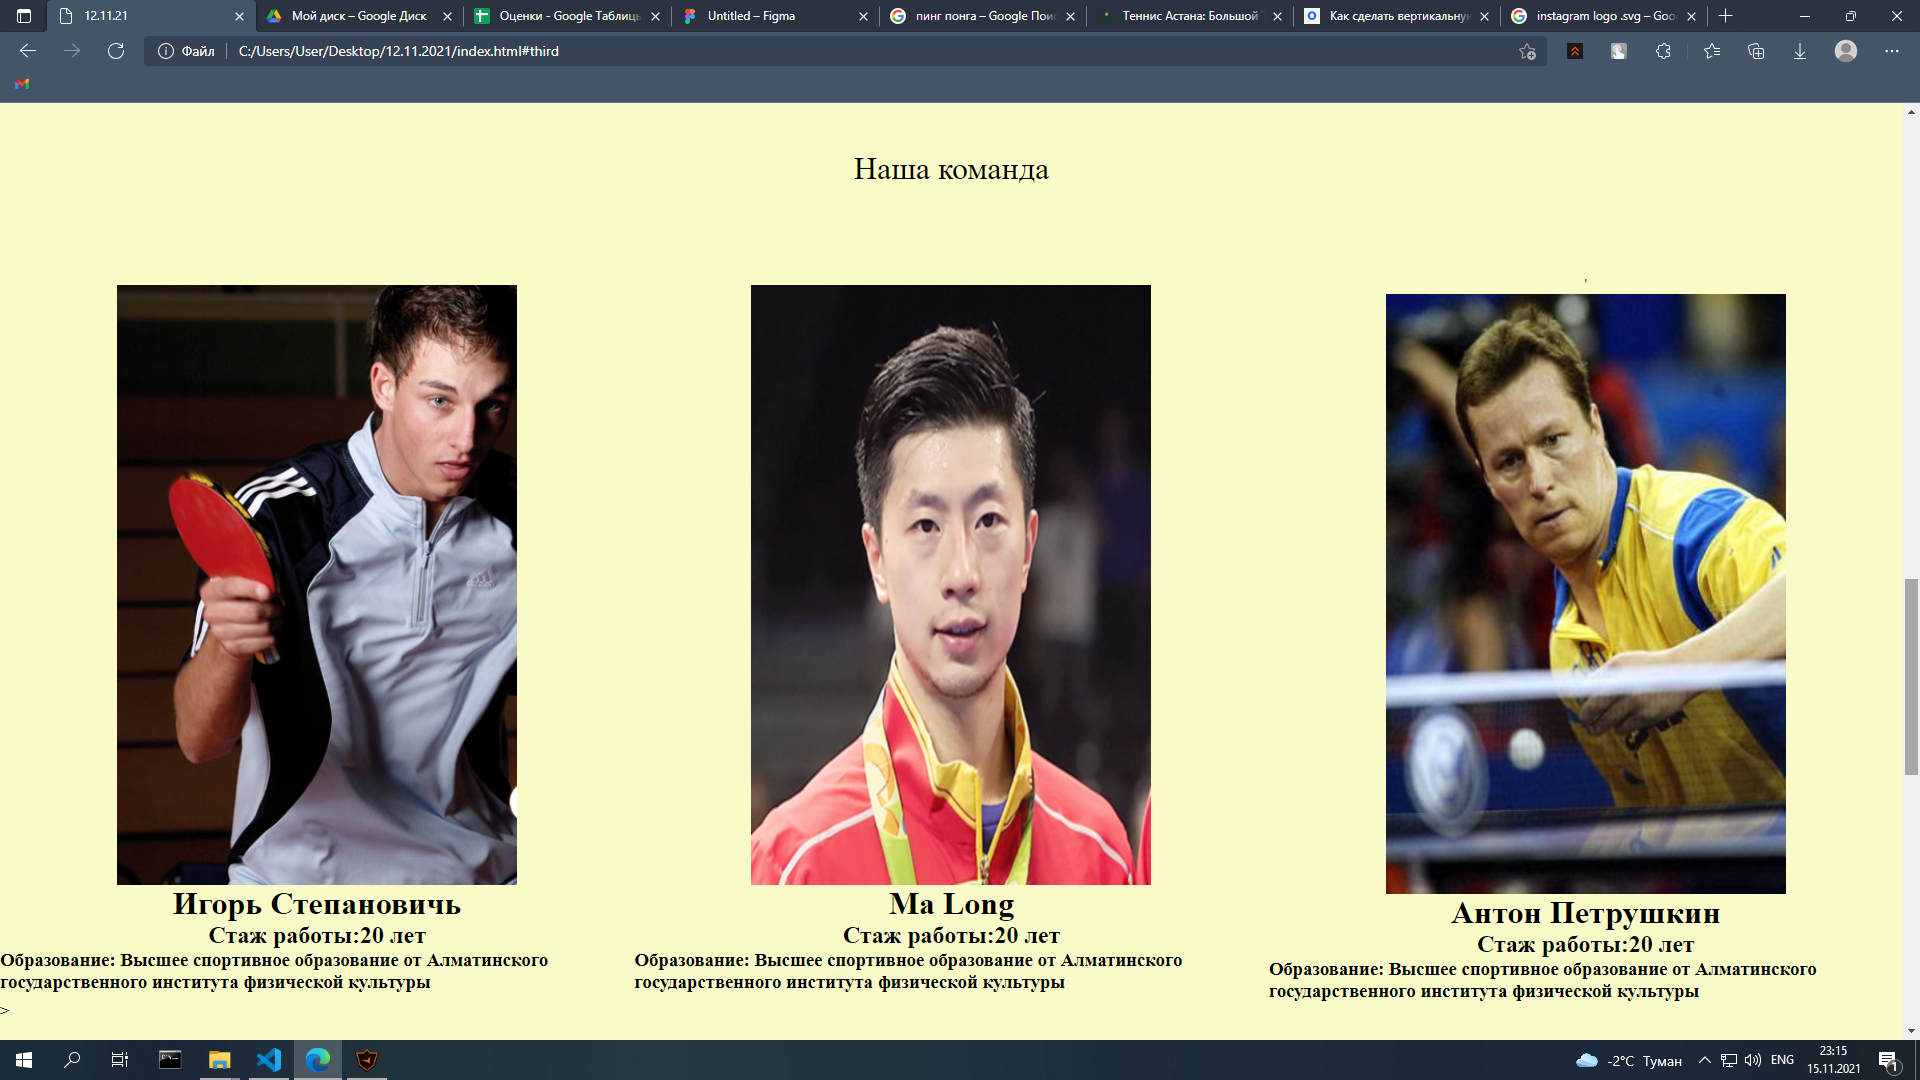 12.11.21
Мой диск – Google Диск
Оценки - Google Таблиць
Untitled – Figma
пинг понга – Google Пои
Теннис Астана: Большой
Как сделать вертикальну
instagram logo .svg – Goo
Файл
C:/Users/User/Desktop/12.11.2021/index.html#third
Наша команда
'
Игорь Степановичь
Стаж работы:20 лет
Образование: Высшее спортивное образование от Алматинского
государственного института физической культуры
>
Ma Long
Стаж работы:20 лет
Образование: Высшее спортивное образование от Алматинского
государственного института физической культуры
Антон Петрушкин
Стаж работы:20 лет
Образование: Высшее спортивное образование от Алматинского
государственного института физической культуры
-2°C Туман
ENG
23:15
15.11.2021
1